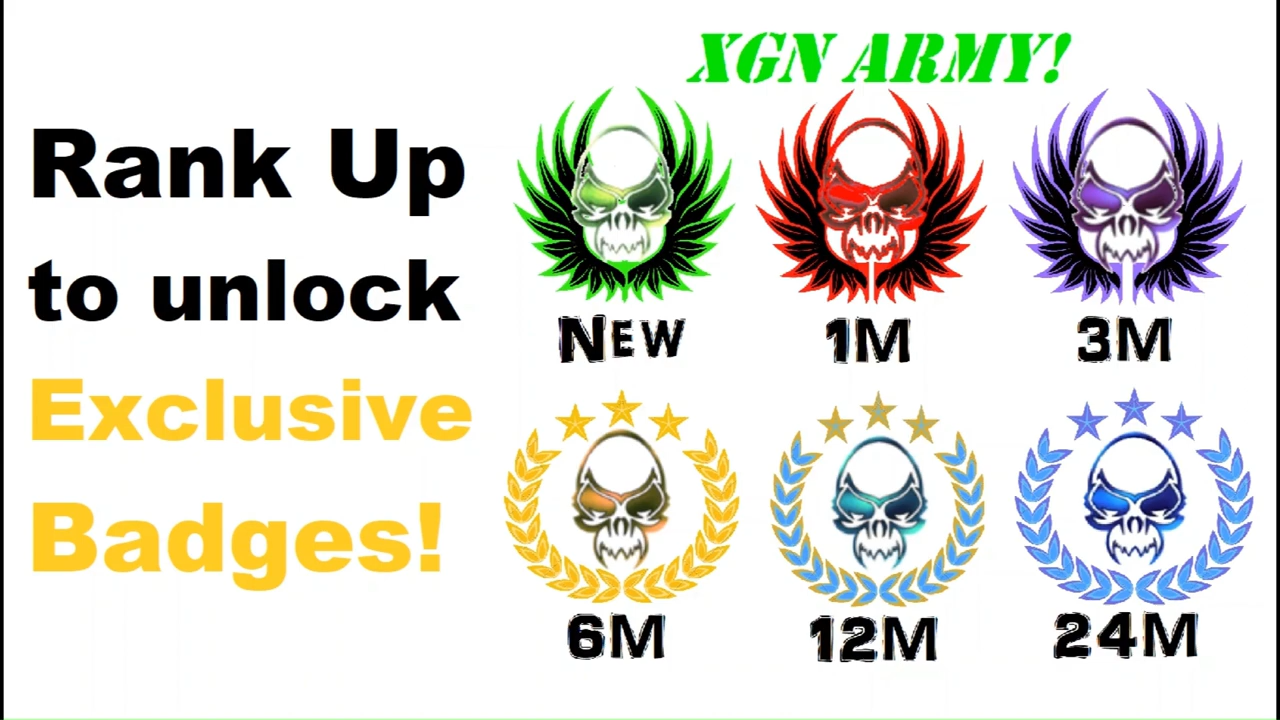 Rank Up
to unlock
Exclusive
Badges!
XGN ARMY!
New
1M
3M
6M
12M
24M